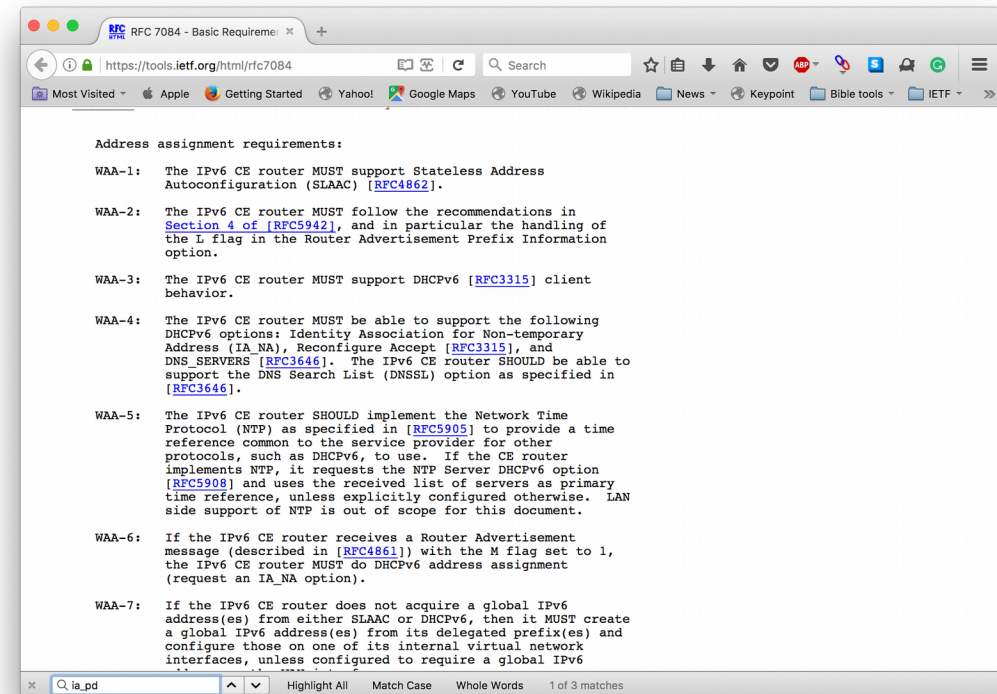 RFC HTML RFC 7084 - Basic Requiremen × +
https://tools.ietf.org/html/rfc7084 Search ABP S G
Most Visited Apple Getting Started Yahoo! Google Maps YouTube Wikipedia News Keypoint Bible tools IETF »
Address assignment requirements:
WAA-1: The IPv6 CE router MUST support Stateless Address
Autoconfiguration (SLAAC) [RFC4862].
WAA-2: The IPv6 CE router MUST follow the recommendations in
Section 4 of [RFC5942], and in particular the handling of
the L flag in the Router Advertisement Prefix Information
option.
WAA-3: The IPv6 CE router MUST support DHCPv6 [RFC3315] client
behavior.
WAA-4: The IPv6 CE router MUST be able to support the following
DHCPv6 options: Identity Association for Non-temporary
Address (IA_NA), Reconfigure Accept [RFC3315], and
DNS_SERVERS [RFC3646].  The IPv6 CE router SHOULD be able to
support the DNS Search List (DNSSL) option as specified in
[RFC3646].
WAA-5: The IPv6 CE router SHOULD implement the Network Time
Protocol (NTP) as specified in [RFC5905] to provide a time
reference common to the service provider for other
protocols, such as DHCPv6, to use.  If the CE router
implements NTP, it requests the NTP Server DHCPv6 option
[RFC5908] and uses the received list of servers as primary
time reference, unless explicitly configured otherwise.  LAN
side support of NTP is out of scope for this document.
WAA-6: If the IPv6 CE router receives a Router Advertisement
message (described in [RFC4861]) with the M flag set to 1,
the IPv6 CE router MUST do DHCPv6 address assignment
(request an IA_NA option).
WAA-7: If the IPv6 CE router does not acquire a global IPv6
address(es) from either SLAAC or DHCPv6, then it MUST create
a global IPv6 address(es) from its delegated prefix(es) and
configure those on one of its internal virtual network
interfaces, unless configured to require a global IPv6
× ia_pd Highlight All Match Case Whole Words 1 of 3 matches